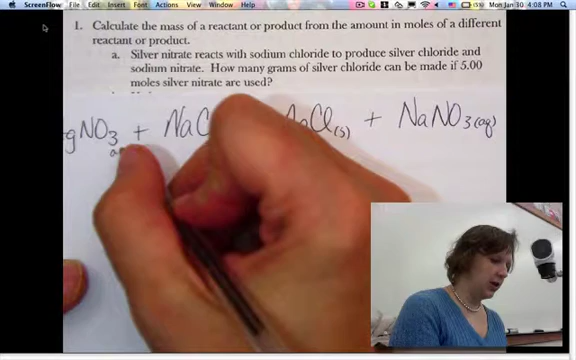 ScreenFlow File Edit Insert Font Actions View Window Help (15%) Mon Jan 30 4:08 PM
1. Calculate the mass of a reactant or product from the amount in moles of a different
reactant or product.
a. Silver nitrate reacts with sodium chloride to produce silver chloride and
sodium nitrate. How many grams of silver chloride can be made if 5.00
moles silver nitrate are used?
gNO3 + NaC gCl(s) + NaNO3(aq)